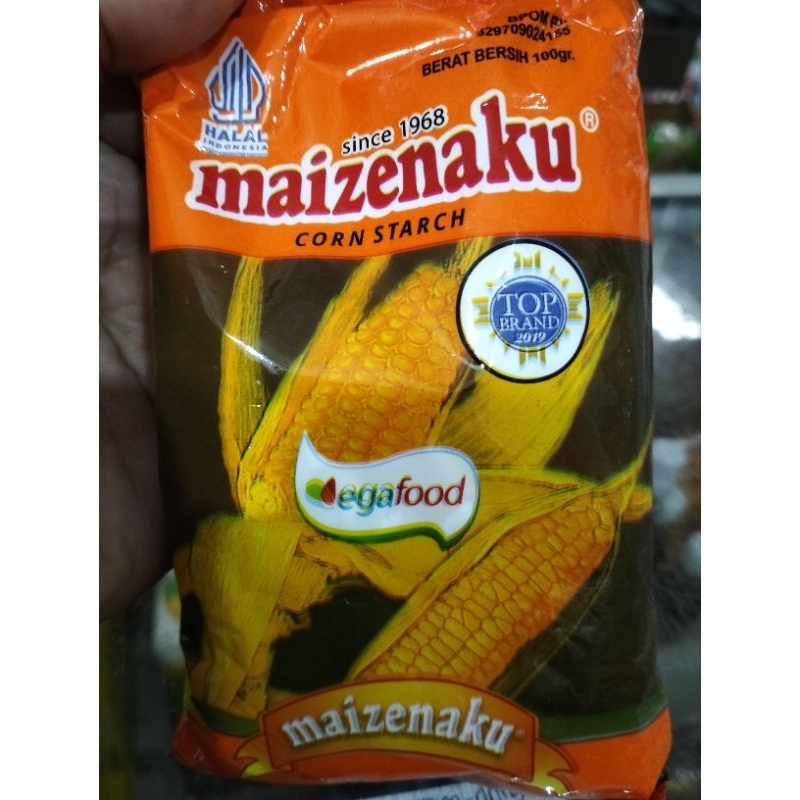 BPOM RI
BERAT BERSIH 100gr.
HALAL
INDONESIA
since 1968
maizenaku®
CORN STARCH
TOP
BRAND
2019
egafood
maizenaku®